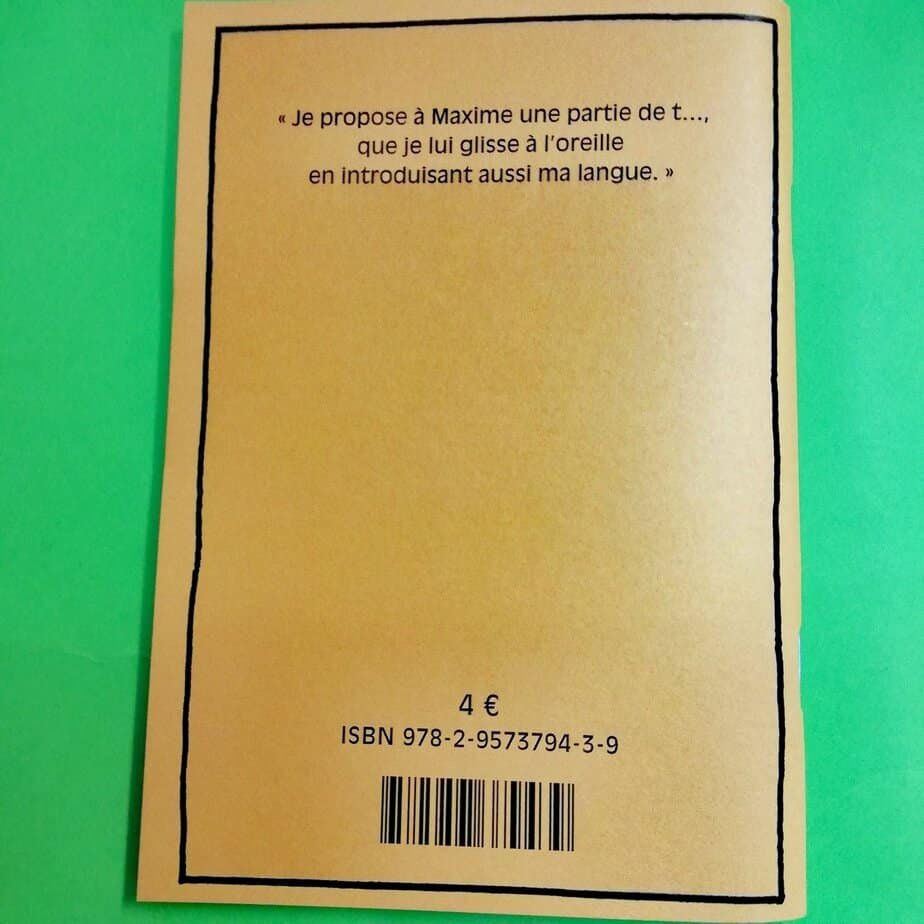 « Je propose à Maxime une partie de t...,
que je lui glisse à l'oreille
en introduisant aussi ma langue. »
4 €
ISBN 978-2-9573794-3-9